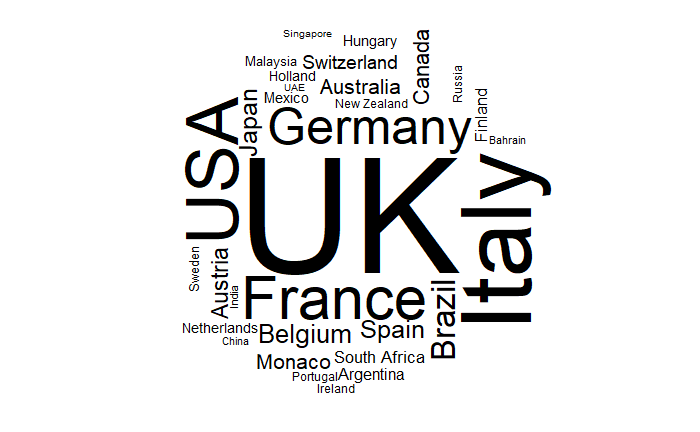 Singapore
Hungary
Canada
Malaysia
Switzerland
Holland
Russia
UAE
Australia
Mexico
New Zealand
Japan
Finland
USA
Germany
Bahrain
UK
Italy
Sweden
Austria
India
France
Brazil
Netherlands
Belgium
Spain
China
Monaco
South Africa
Portugal
Argentina
Ireland